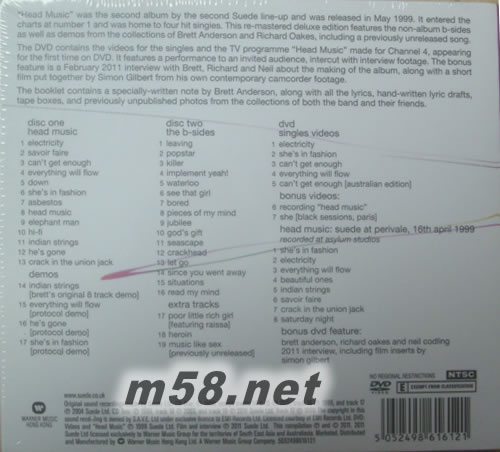 "Head Music" was the second album by the second Suede line-up and was released in May 1999. It entered the
charts at number 1 and was home to four hit singles. This re-mastered deluxe edition features the non-album b-sides
as well as demos from the collections of Brett Anderson and Richard Oakes, including a previously unreleased song.
The DVD contains the videos for the singles and the TV programme "Head Music" made for Channel 4, appearing
for the first time on DVD. It features a performance to an invited audience, intercut with interview footage. The bonus
feature is a February 2011 interview with Brett, Richard and Neil about the making of the album, along with a short
film put together by Simon Gilbert from his own contemporary camcorder footage.
The booklet contains a specially-written note by Brett Anderson, along with all the lyrics, hand-written lyric drafts,
tape boxes, and previously unpublished photos from the collections of both the band and their friends.
disc one
head music
1 electricity
2 savoir faire
3 can't get enough
4 everything will flow
5 down
6 she's in fashion
7 asbestos
8 head music
9 elephant man
10 hi-fi
11 indian strings
12 he's gone
13 crack in the union jack
demos
14 indian strings
[brett's original 8 track demo]
15 everything will flow
[protocol demo]
16 he's gone
[protocol demo]
17 she's in fashion
[protocol demo]
disc two
the b-sides
1 leaving
2 popstar
3 killer
4 implement yeah!
5 waterloo
6 see that girl
7 bored
8 pieces of my mind
9 jubilee
10 god's gift
11 seascape
12 crackhead
13 let go
14 since you went away
15 situations
16 read my mind
extra tracks
17 poor little rich girl
[featuring raissa]
18 heroin
19 music like sex
[previously unreleased]
dvd
singles videos
1 electricity
2 she's in fashion
3 can't get enough
4 everything will flow
5 can't get enough [australian edition]
bonus videos:
6 recording "head music"
7 she [black sessions, paris]
head music: suede at perivale, 16th april 1999
recorded at asylum studios
1 she's in fashion
2 electricity
3 everything will flow
4 beautiful ones
5 indian strings
6 savoir faire
7 crack in the union jack
8 saturday night
bonus dvd feature:
brett anderson, richard oakes and neil codling
2011 interview, including film inserts by
simon gilbert
m58.net
WARNER MUSIC
HONG KONG
www.suede.co.uk
and Manufactured by Warner Music Hong Kong Ltd. 5052498616121
NO REGIONAL RESTRICTIONS
NTSC
DVD
VIDEO
E EXEMPT FROM CLASSIFICATION
5 052498 616121